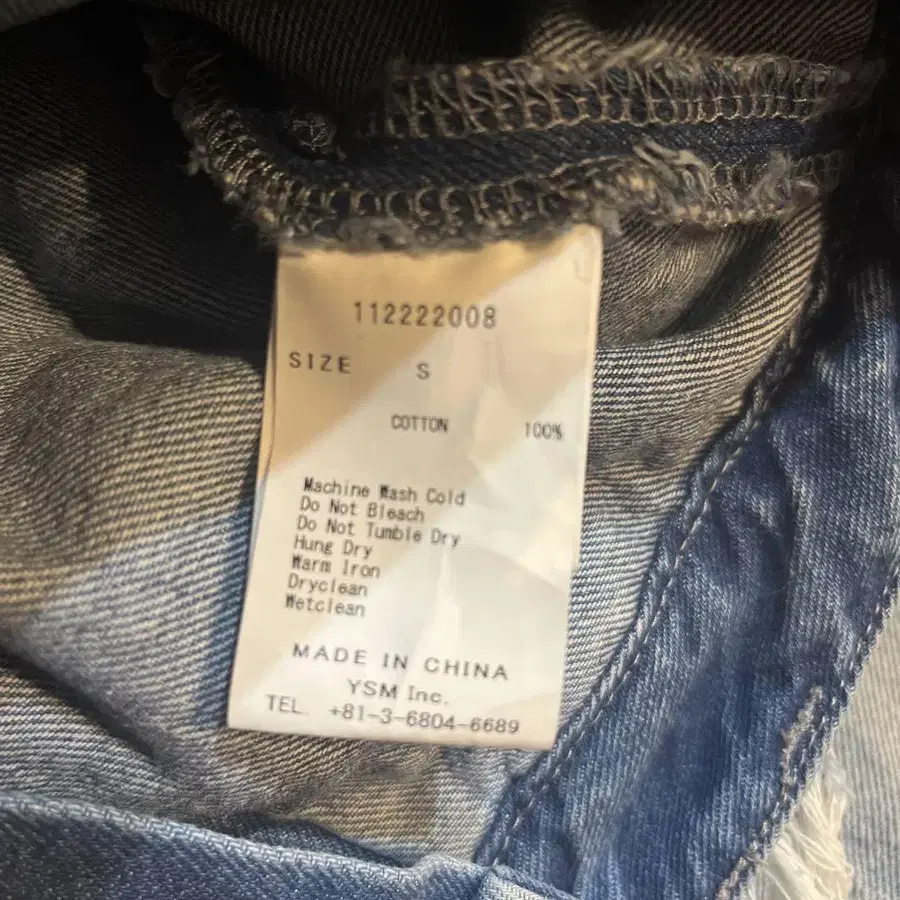 112222008
SIZE S
COTTON 100%
Machine Wash Cold
Do Not Bleach
Do Not Tumble Dry
Hung Dry
Warm Iron
Dryclean
Wetclean
MADE IN CHINA
YSM Inc.
TEL. +81-3-6804-6689